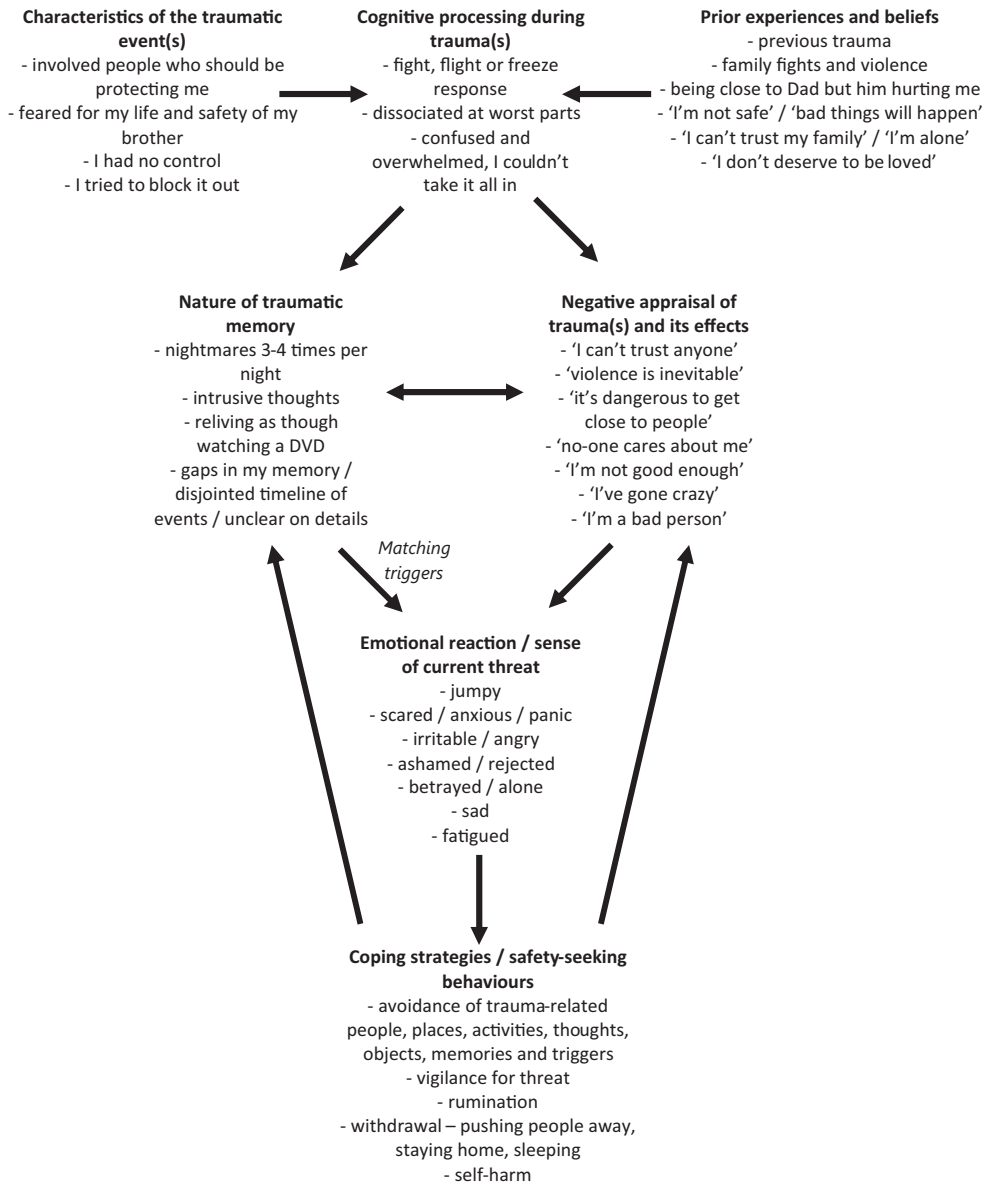 Characteristics of the traumatic
event(s)
- involved people who should be
protecting me
- feared for my life and safety of my
brother
- I had no control
- I tried to block it out
Cognitive processing during
trauma(s)
- fight, flight or freeze
response
- dissociated at worst parts
- confused and
overwhelmed, I couldn't
take it all in
Prior experiences and beliefs
- previous trauma
- family fights and violence
- being close to Dad but him hurting me
- 'I'm not safe' / 'bad things will happen'
- 'I can't trust my family' / 'I'm alone'
- 'I don't deserve to be loved'
Nature of traumatic
memory
- nightmares 3-4 times per
night
- intrusive thoughts
- reliving as though
watching a DVD
- gaps in my memory /
disjointed timeline of
events / unclear on details
Negative appraisal of
trauma(s) and its effects
- 'I can't trust anyone'
- 'violence is inevitable'
- 'it's dangerous to get
close to people'
- 'no-one cares about me'
- 'I'm not good enough'
- 'I've gone crazy'
- 'I'm a bad person'
Matching
triggers
Emotional reaction / sense
of current threat
- jumpy
- scared / anxious / panic
- irritable / angry
- ashamed / rejected
- betrayed / alone
- sad
- fatigued
Coping strategies / safety-seeking
behaviours
- avoidance of trauma-related
people, places, activities, thoughts,
objects, memories and triggers
- vigilance for threat
- rumination
- withdrawal – pushing people away,
staying home, sleeping
- self-harm